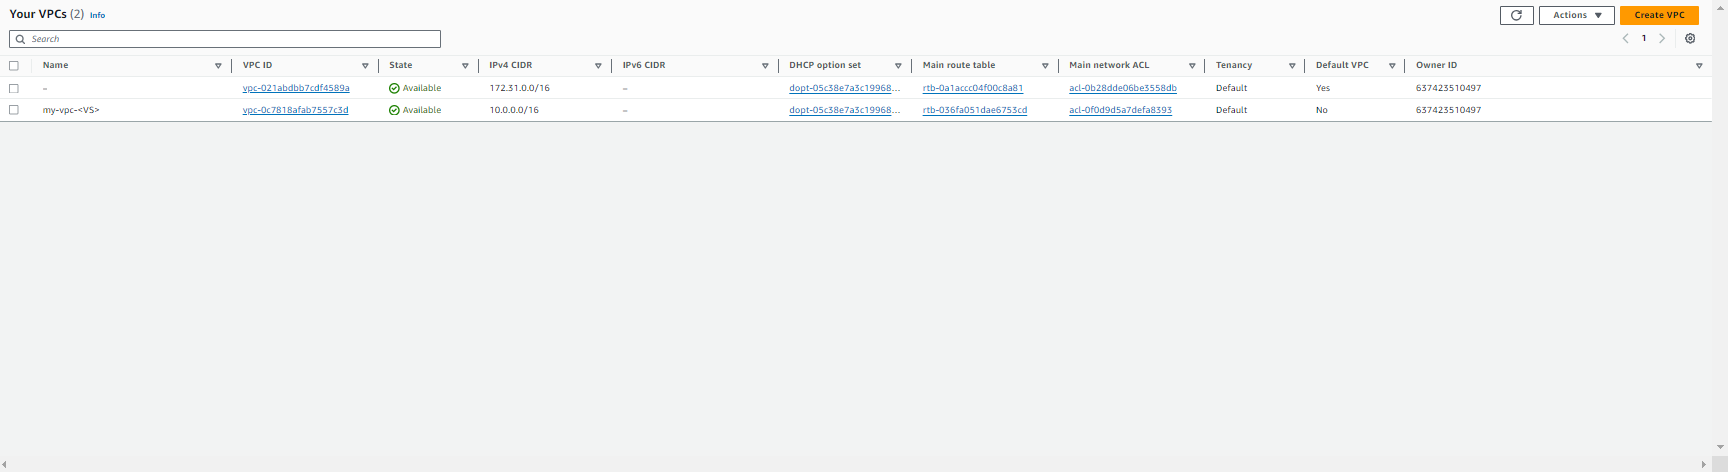 Your VPCs (2) Info
Actions Create VPC
Search
1
Name VPC ID State IPv4 CIDR IPv6 CIDR DHCP option set Main route table Main network ACL Tenancy Default VPC Owner ID
– vpc-021abdbb7cdf4589a Available 172.31.0.0/16 – dopt-05c38e7a3c19968... rtb-0a1accc04f00c8a81 acl-0b28dde06be3558db Default Yes 637423510497
my-vpc-<VS> vpc-0c7818afab7557c3d Available 10.0.0.0/16 – dopt-05c38e7a3c19968... rtb-036fa051dae6753cd acl-0f0d9d5a7defa8393 Default No 637423510497